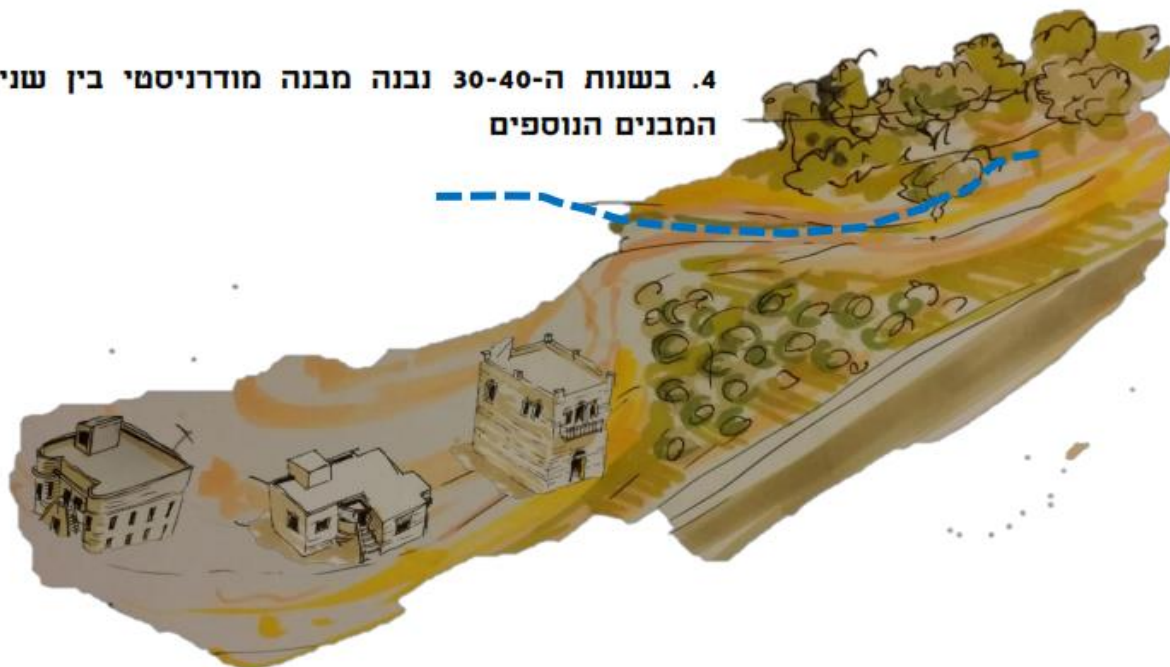 4. בשנות ה-30-40 נבנה מבנה מודרניסטי בין שני
המבנים הנוספים